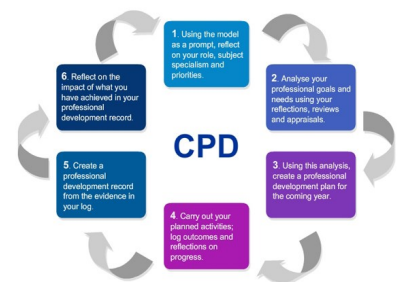 1. Using the model
as a prompt, reflect
on your role, subject
specialism and
priorities.
2. Analyse your
professional goals and
needs using your
reflections, reviews
and appraisals.
3. Using this analysis,
create a professional
development plan for
the coming year.
4. Carry out your
planned activities;
log outcomes and
reflections on
progress.
5. Create a
professional
development record
from the evidence in
your log.
6. Reflect on the
impact of what you
have achieved in your
professional
development record.
CPD